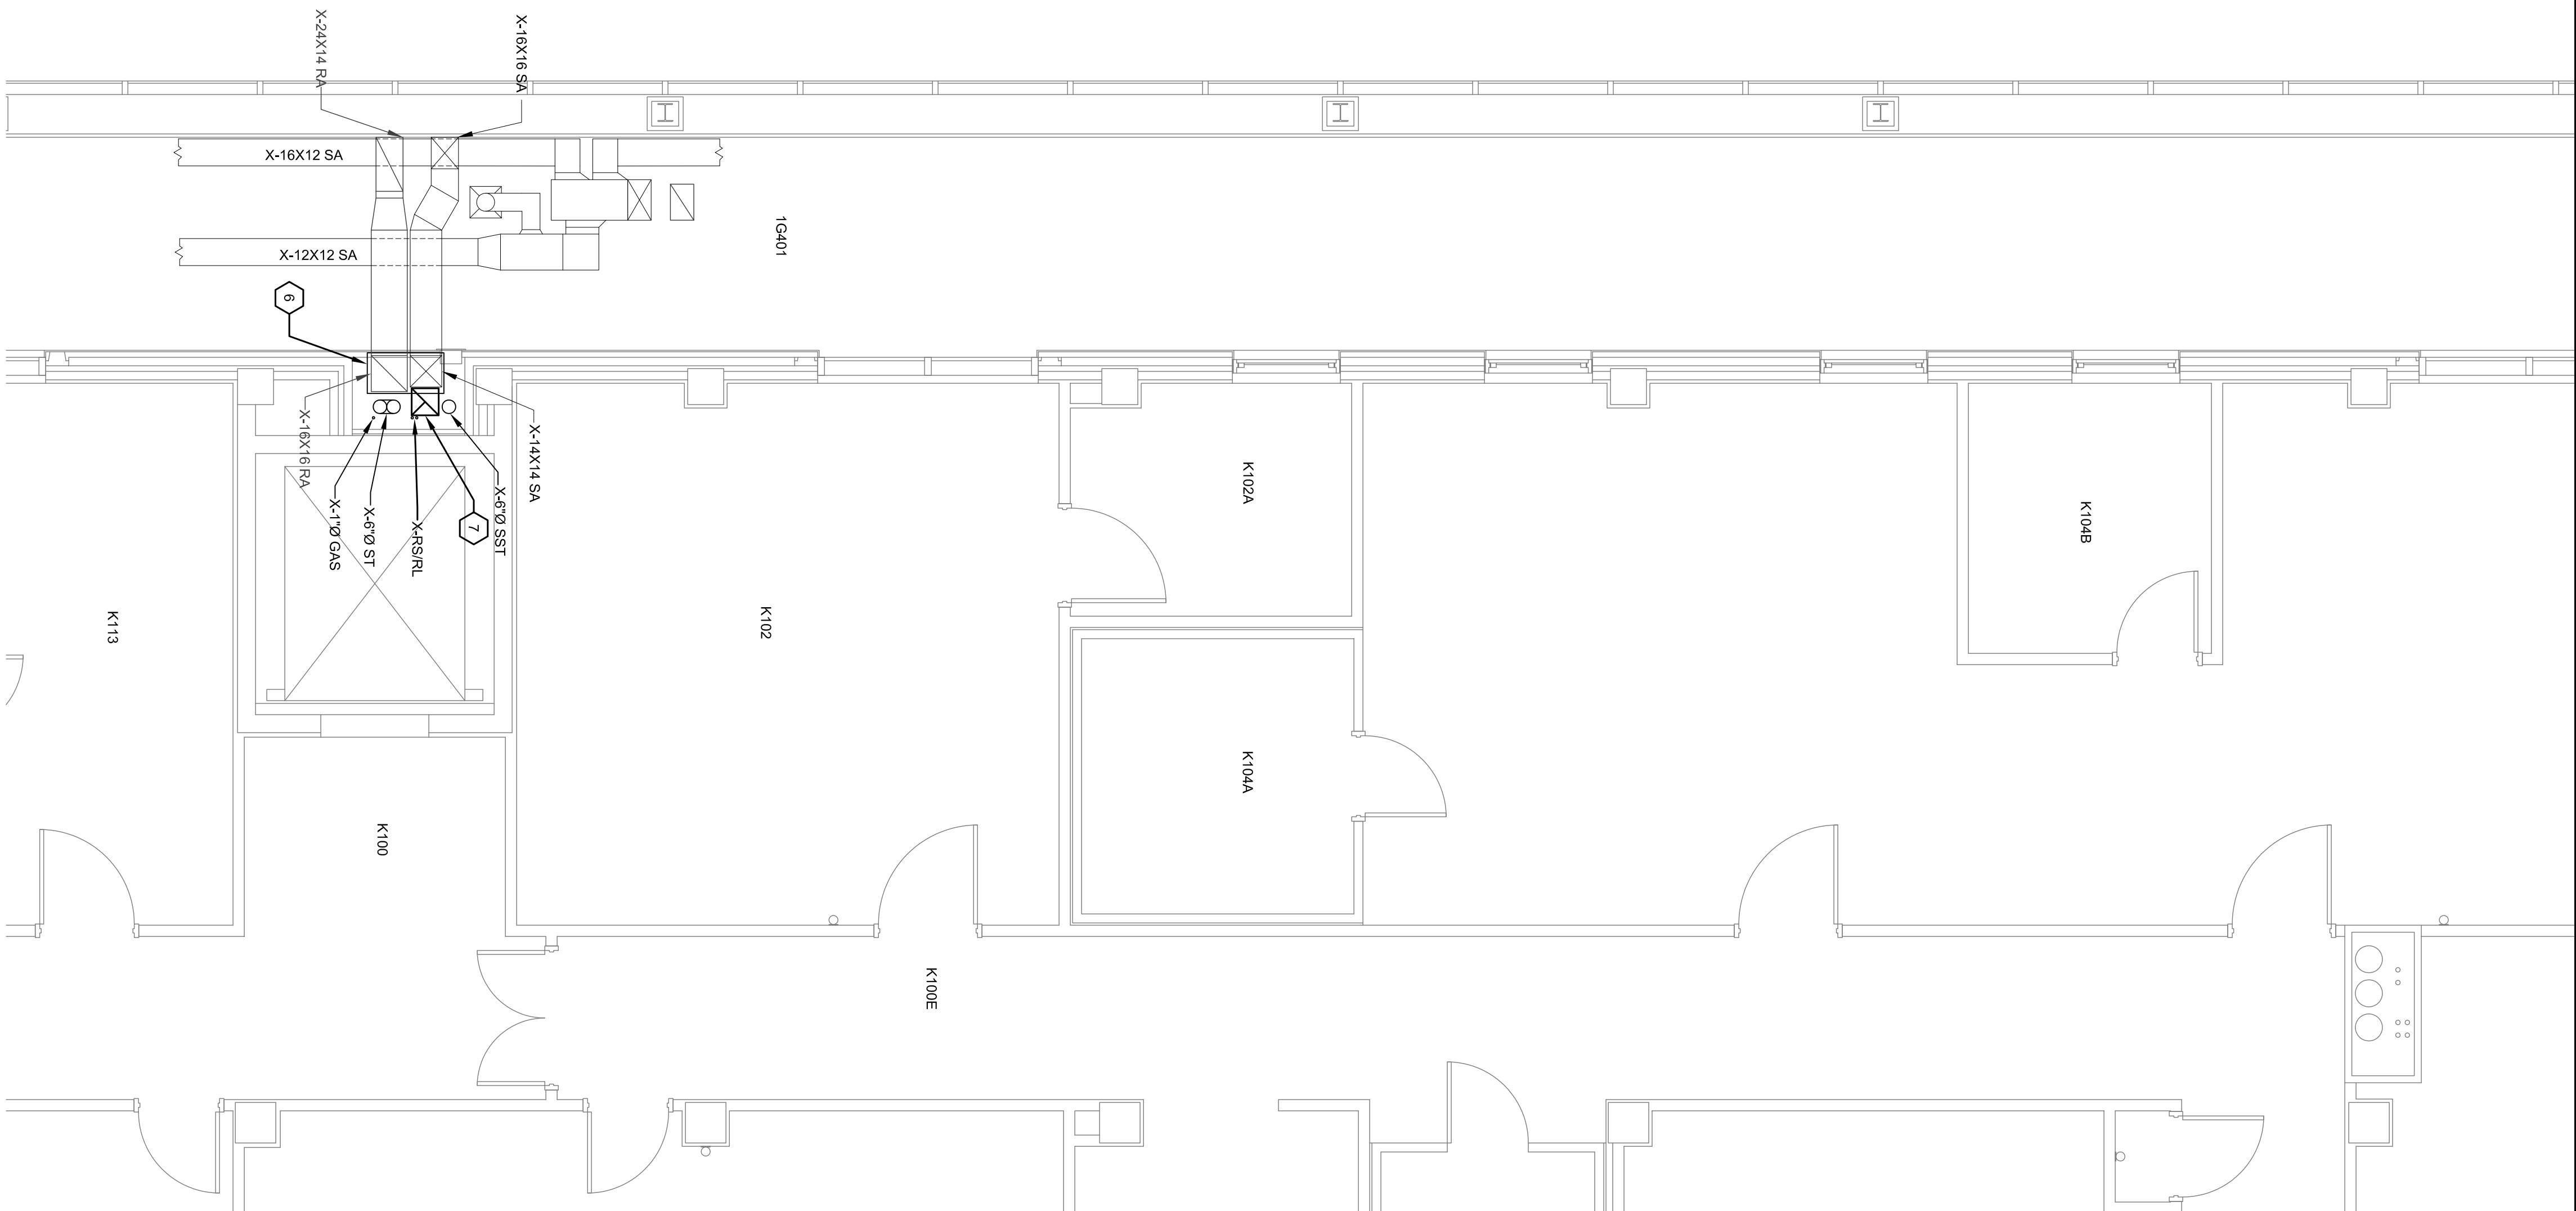 X-24X14 RA
X-16X16 SA
X-16X12 SA
X-12X12 SA
1G401
6
X-16X16 RA
X-14X14 SA
X-1"Ø GAS
X-6"Ø ST
X-RS/RL
7
X-6"Ø SST
K102A
K104B
K113
K102
K104A
K100
K100E